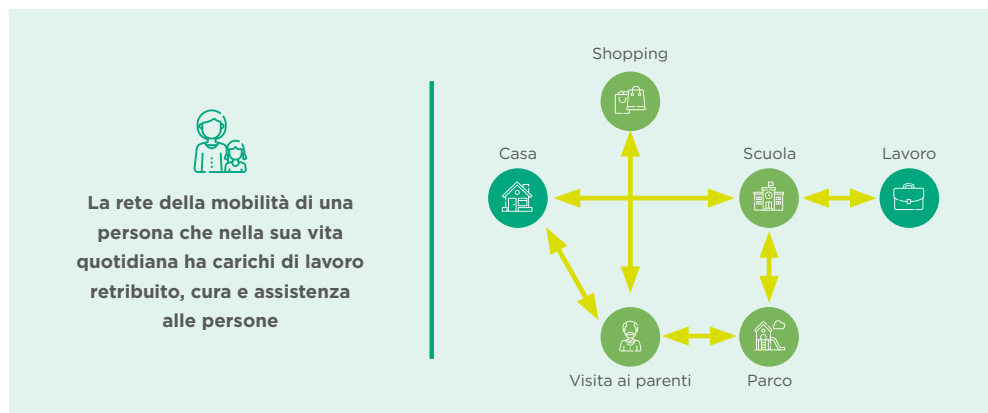 La rete della mobilità di una
persona che nella sua vita
quotidiana ha carichi di lavoro
retribuito, cura e assistenza
alle persone
Shopping
Casa
Scuola
Lavoro
Visita ai parenti
Parco